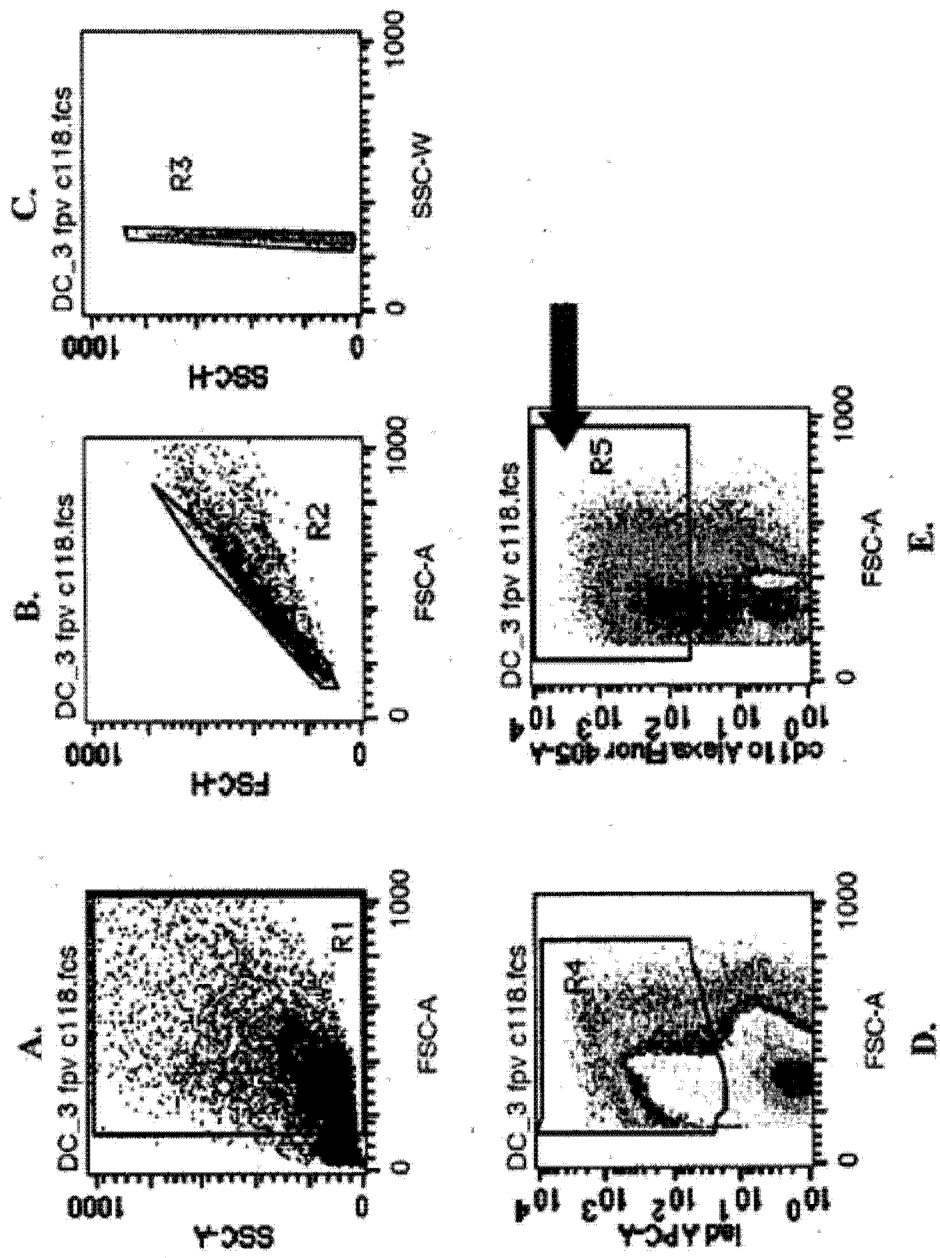 A.
DC_3 fpv c118.fcs
SSC-A
1000
0
R1
0
1000
FSC-A
B.
DC_3 fpv c118.fcs
FSC-H
1000
0
R2
0
1000
FSC-A
C.
DC_3 fpv c118.fcs
SSC-H
1000
0
R3
0
1000
SSC-W
DC_3 fpv c118.fcs
Iad APC-A
10^4
10^3
10^2
10^1
10^0
R4
0
1000
FSC-A
D.
DC_3 fpv c118.fcs
cd11c Alexa Fluor 405-A
10^4
10^3
10^2
10^1
10^0
R5
0
1000
FSC-A
E.